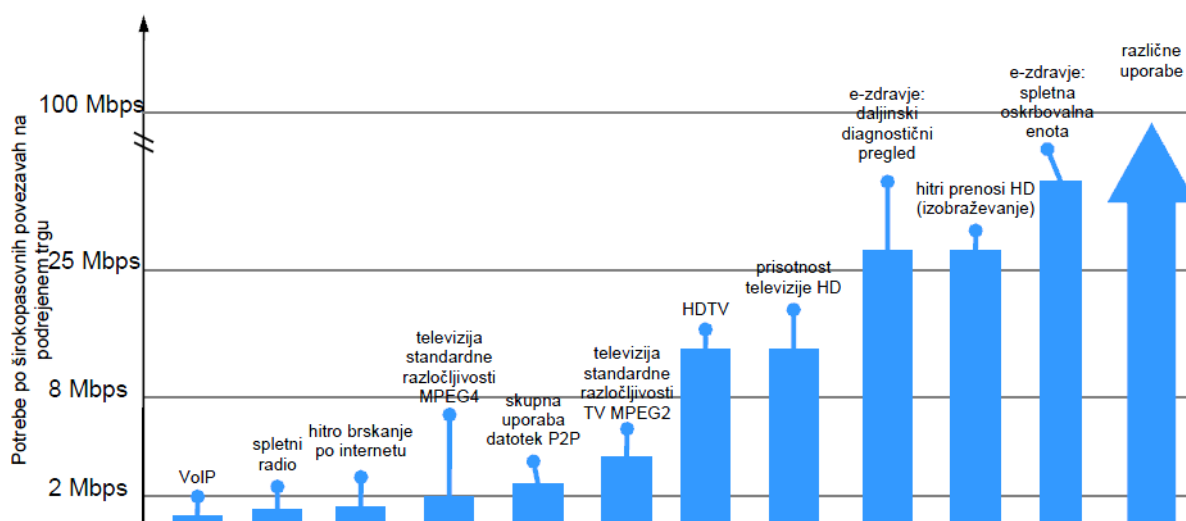 Potrebe po širokopasovnih povezavah na
podrejenem trgu
100 Mbps
25 Mbps
8 Mbps
2 Mbps
VoIP
spletni
radio
hitro brskanje
po internetu
televizija
standardne
razločljivosti
MPEG4
skupna
uporaba
datotek P2P
televizija
standardne
razločljivosti
TV MPEG2
HDTV
prisotnost
televizije HD
e-zdravje:
daljinski
diagnostični
pregled
hitri prenosi HD
(izobraževanje)
e-zdravje:
spletna
oskrbovalna
enota
različne
uporabe